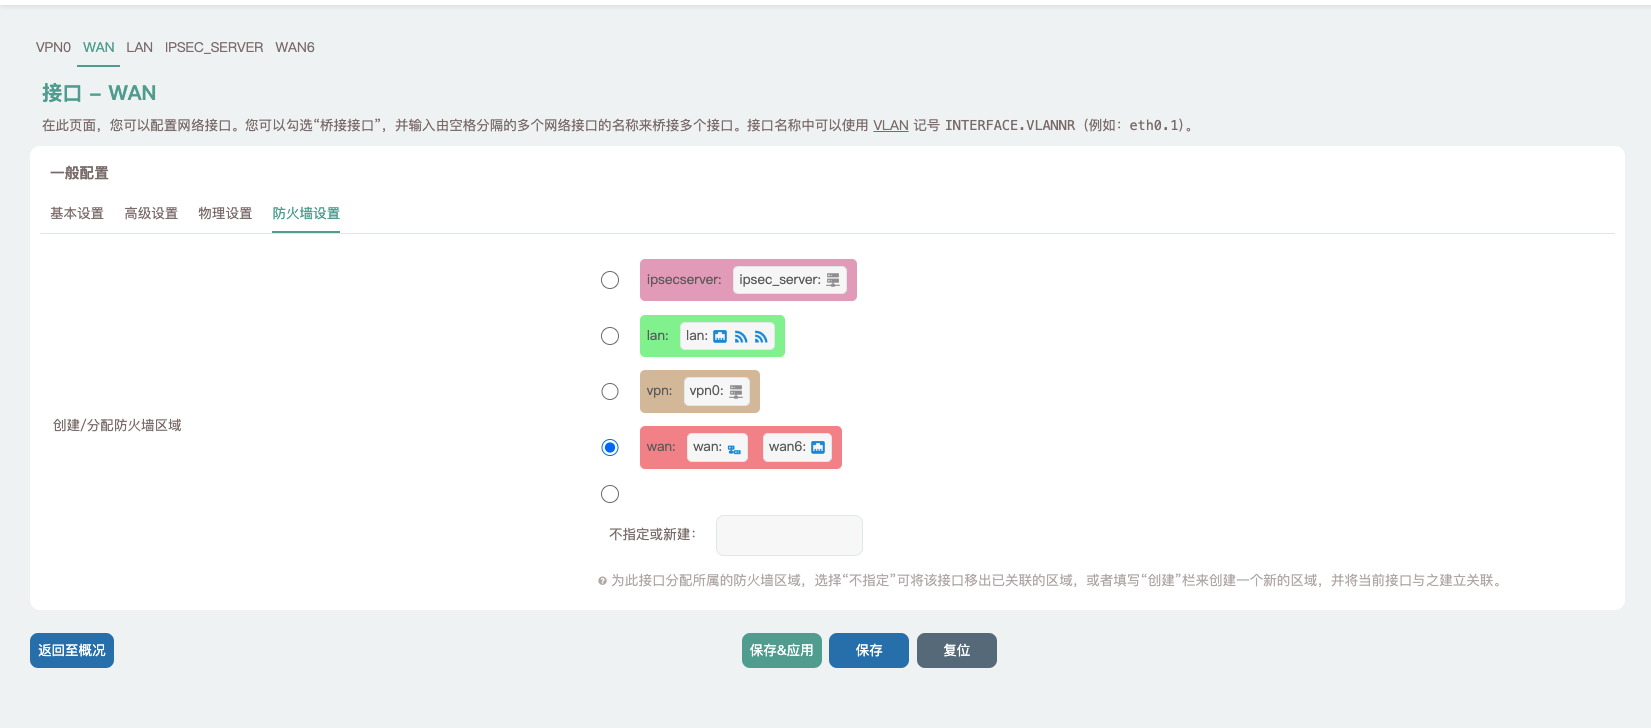 VPN0 WAN LAN IPSEC_SERVER WAN6
接口 – WAN
在此页面，您可以配置网络接口。您可以勾选“桥接接口”，并输入由空格分隔的多个网络接口的名称来桥接多个接口。接口名称中可以使用 VLAN 记号 INTERFACE.VLANNR (例如: eth0.1)。
一般配置
基本设置 高级设置 物理设置 防火墙设置
ipsecserver: ipsec_server:
lan: lan:
vpn: vpn0:
创建/分配防火墙区域
wan: wan: wan6:
不指定或新建:
为此接口分配所属的防火墙区域，选择“不指定”可将该接口移出已关联的区域，或者填写“创建”栏来创建一个新的区域，并将当前接口与之建立关联。
返回至概况 保存&应用 保存 复位